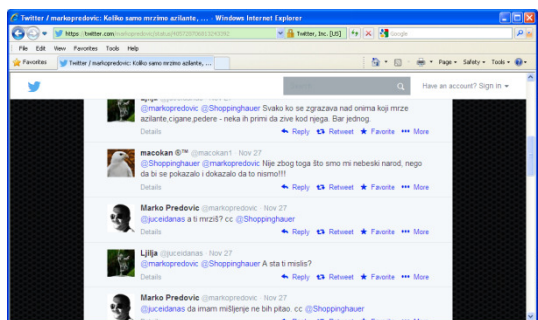 Twitter / markopredovic: Koliko samo mrzimo azilante, ... - Windows Internet Explorer
Twitter, Inc. [US]
Google
File Edit View Favorites Tools Help
Favorites
Twitter / markopredovic: Koliko samo mrzimo azilante, ...
Page Safety Tools
Have an account? Sign in
@markopredovic @Shoppinghauer Svako ko se zgrazava nad onima koji mrze
azilante,cigane,pedere - neka ih primi da zive kod njega. Bar jednog.
Details Reply Retweet Favorite More
macokan ®™ @macokan1 · Nov 27
@Shoppinghauer @markopredovic Nije zbog toga što smo mi nebeski narod, nego
da bi se pokazalo i dokazalo da to nismo!!!
Details Reply Retweet Favorite More
Marko Predovic @markopredovic · Nov 27
@juceidanas a ti mrziš? cc @Shoppinghauer
Details Reply Retweet Favorite More
Ljilja @juceidanas · Nov 27
@markopredovic @Shoppinghauer A sta ti mislis?
Details Reply Retweet Favorite More
Marko Predovic @markopredovic · Nov 27
@juceidanas da imam mišljenje ne bih pitao. cc @Shoppinghauer